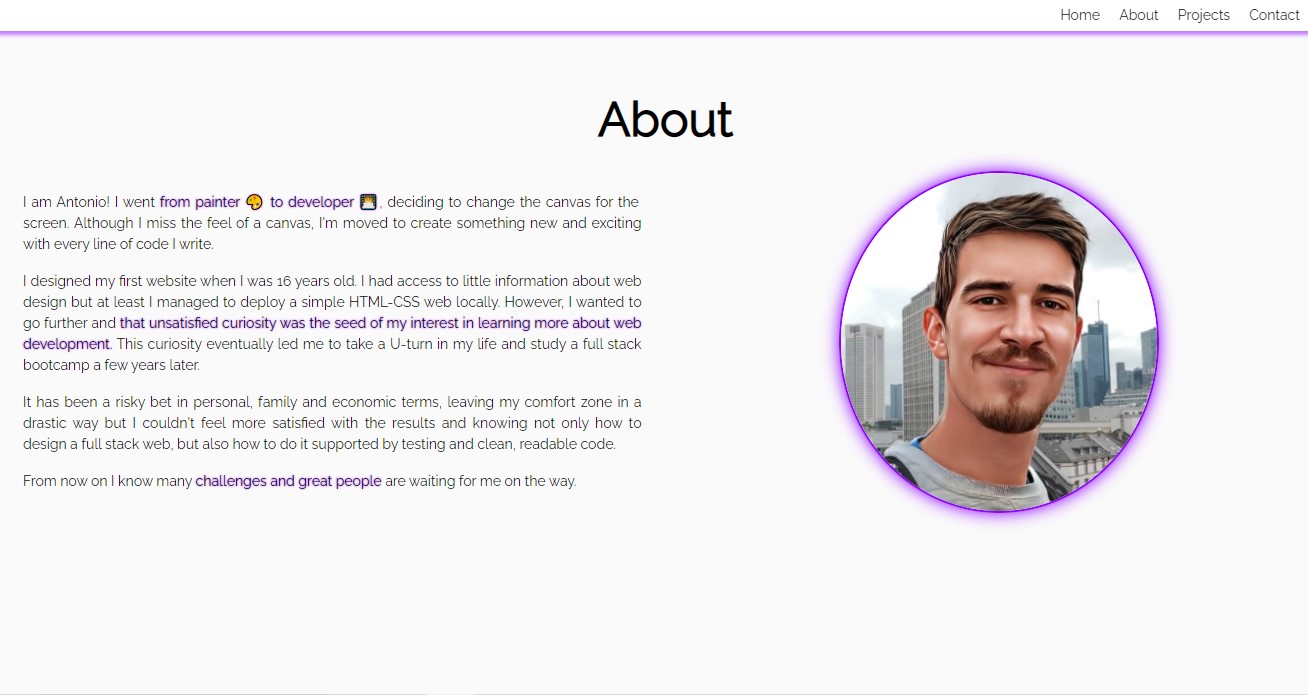 Home About Projects Contact
About
I am Antonio! I went from painter 🎨 to developer 👨‍💻, deciding to change the canvas for the
screen. Although I miss the feel of a canvas, I'm moved to create something new and exciting
with every line of code I write.
I designed my first website when I was 16 years old. I had access to little information about web
design but at least I managed to deploy a simple HTML-CSS web locally. However, I wanted to
go further and that unsatisfied curiosity was the seed of my interest in learning more about web
development. This curiosity eventually led me to take a U-turn in my life and study a full stack
bootcamp a few years later.
It has been a risky bet in personal, family and economic terms, leaving my comfort zone in a
drastic way but I couldn't feel more satisfied with the results and knowing not only how to
design a full stack web, but also how to do it supported by testing and clean, readable code.
From now on I know many challenges and great people are waiting for me on the way.